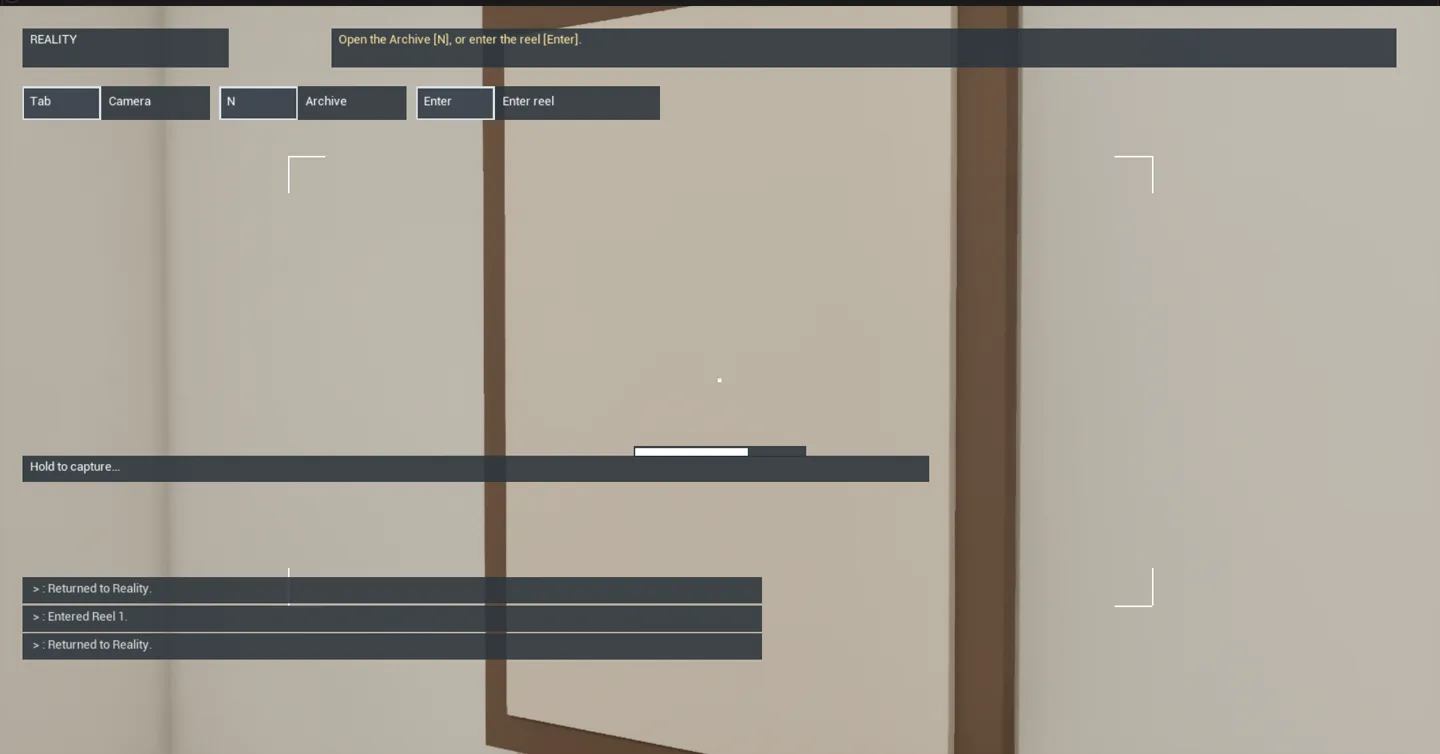 REALITY
Open the Archive [N], or enter the reel [Enter].
Tab Camera N Archive Enter Enter reel
Hold to capture...
> : Returned to Reality.
> : Entered Reel 1.
> : Returned to Reality.